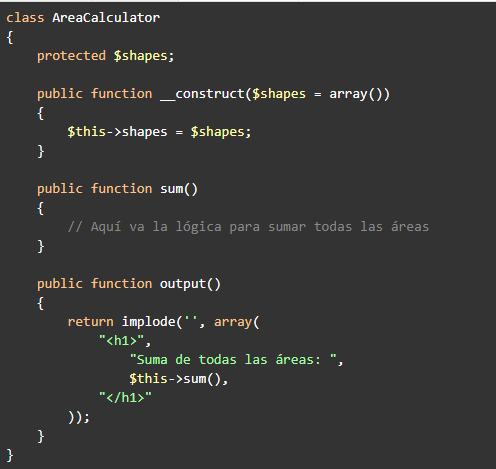 class AreaCalculator
{
    protected $shapes;

    public function __construct($shapes = array())
    {
        $this->shapes = $shapes;
    }

    public function sum()
    {
        // Aquí va la lógica para sumar todas las áreas
    }

    public function output()
    {
        return implode('', array(
            "<h1>",
                "Suma de todas las áreas: ",
                $this->sum(),
            "</h1>"
        ));
    }
}